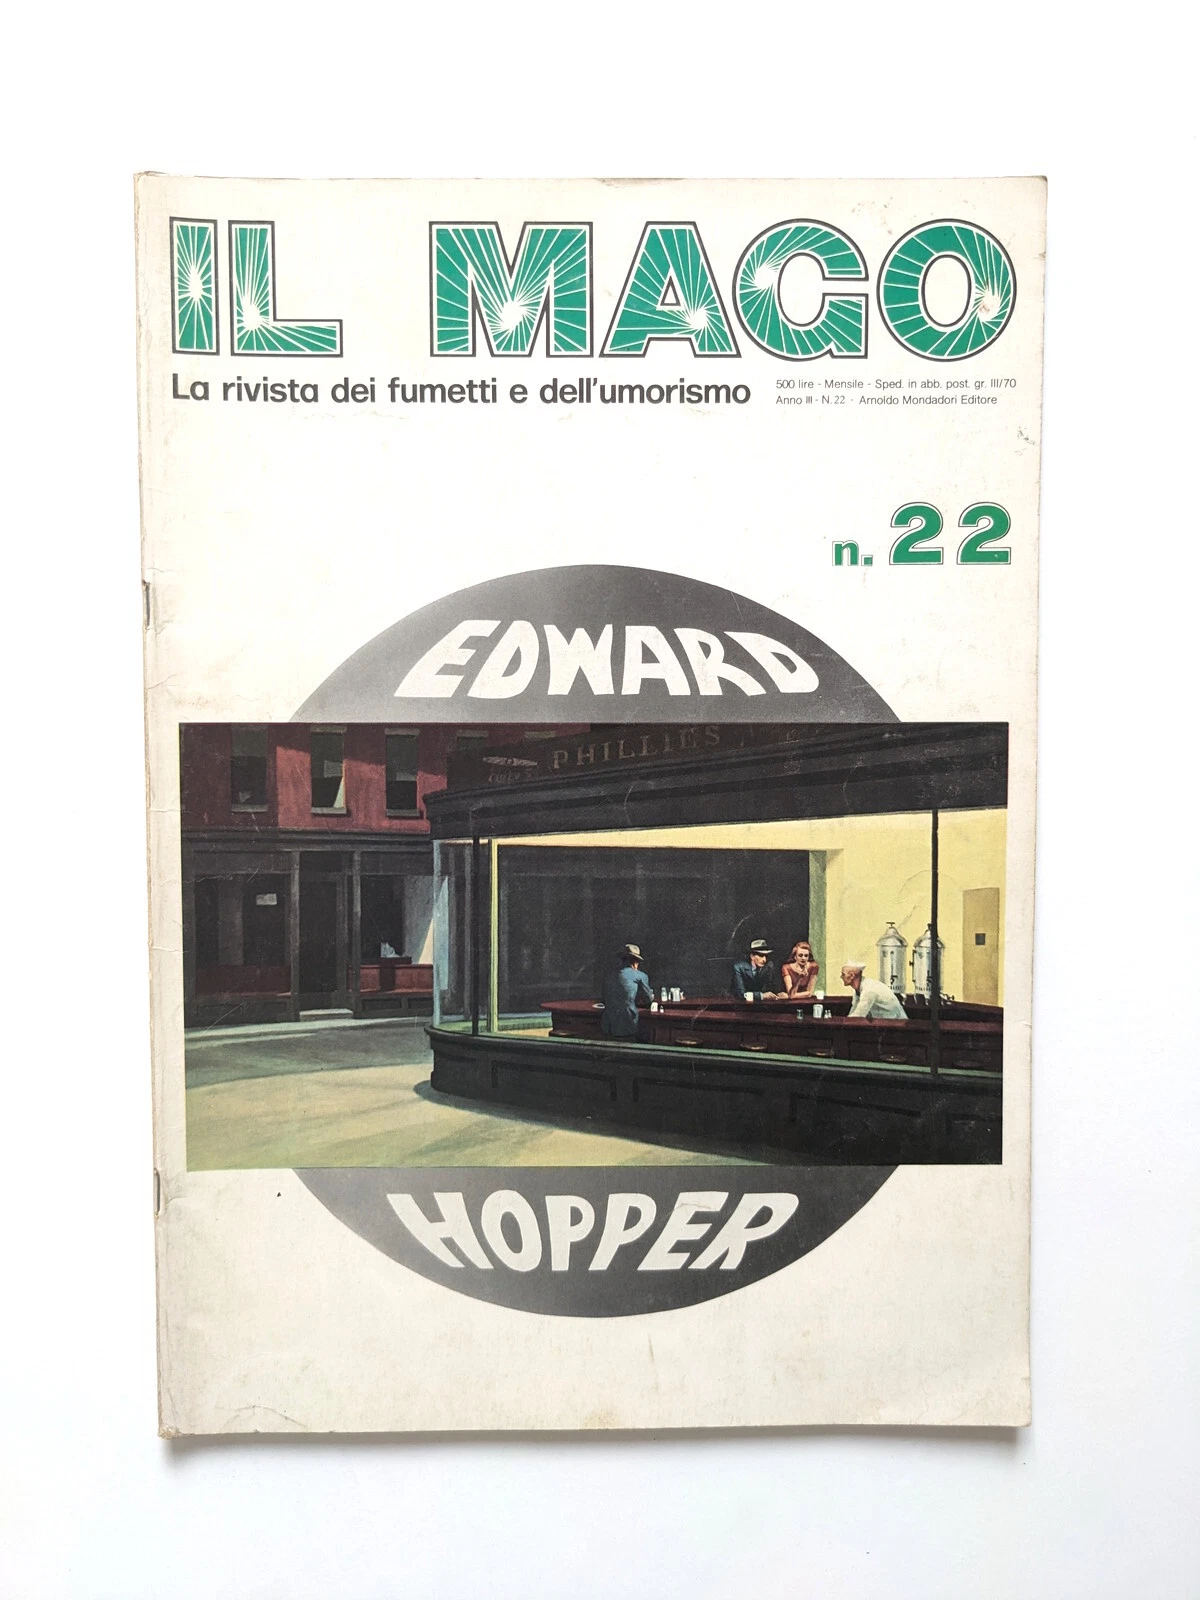 IL MAGO
La rivista dei fumetti e dell'umorismo
500 lire - Mensile - Sped. in abb. post. gr. III/70
Anno III - N. 22 - Arnoldo Mondadori Editore
n. 22
EDWARD
PHILLIES
HOPPER